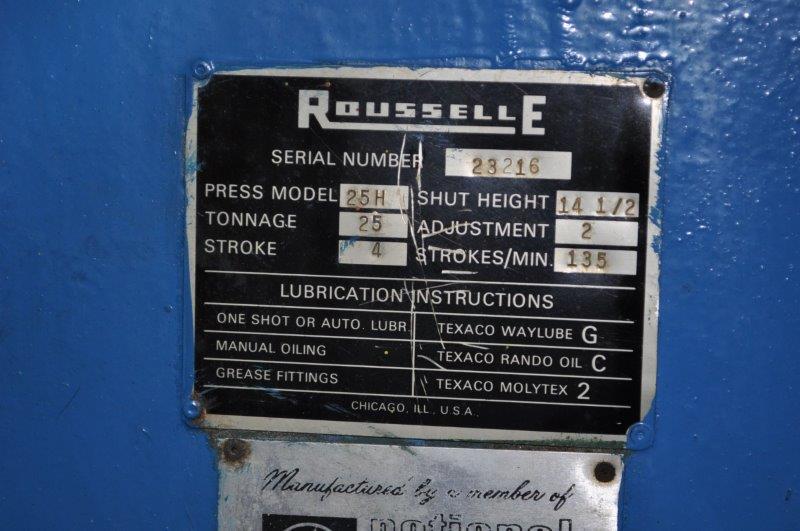 ROUSSELLE
SERIAL NUMBER 23216
PRESS MODEL 25H SHUT HEIGHT 14 1/2
TONNAGE 25 ADJUSTMENT 2
STROKE 4 STROKES/MIN. 135
LUBRICATION INSTRUCTIONS
ONE SHOT OR AUTO. LUBR. TEXACO WAYLUBE G
MANUAL OILING TEXACO RANDO OIL C
GREASE FITTINGS TEXACO MOLYTEX 2
CHICAGO, ILL., U.S.A.
Manufactured by a member of
national